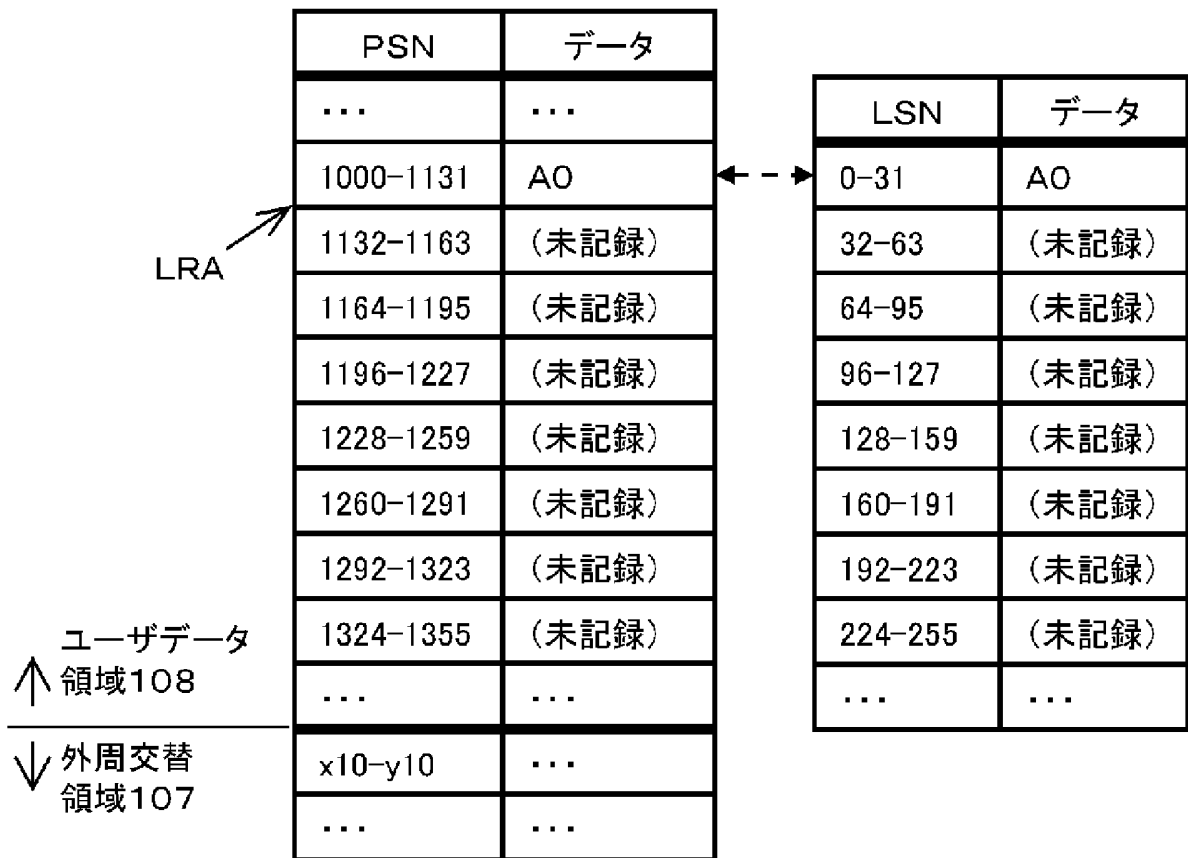 PSN データ
・・・ ・・・
1000-1131 A0
1132-1163 (未記録)
1164-1195 (未記録)
1196-1227 (未記録)
1228-1259 (未記録)
1260-1291 (未記録)
1292-1323 (未記録)
1324-1355 (未記録)
・・・ ・・・
x10-y10 ・・・
・・・ ・・・
LRA
ユーザデータ
領域108
外周交替
領域107
LSN データ
0-31 A0
32-63 (未記録)
64-95 (未記録)
96-127 (未記録)
128-159 (未記録)
160-191 (未記録)
192-223 (未記録)
224-255 (未記録)
・・・ ・・・